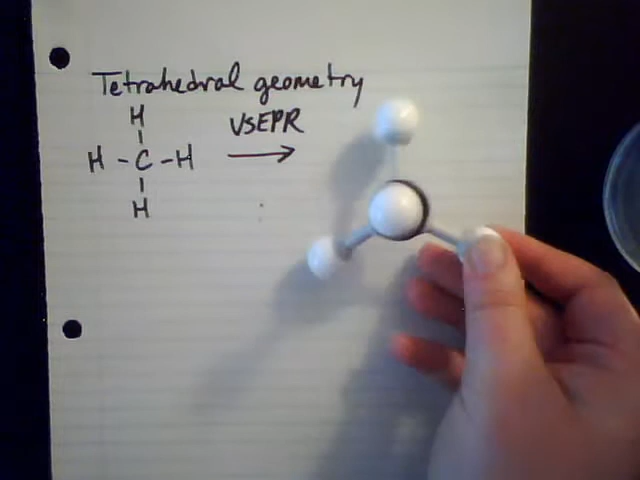 Tetrahedral geometry
VSEPR
H
H - C - H
H